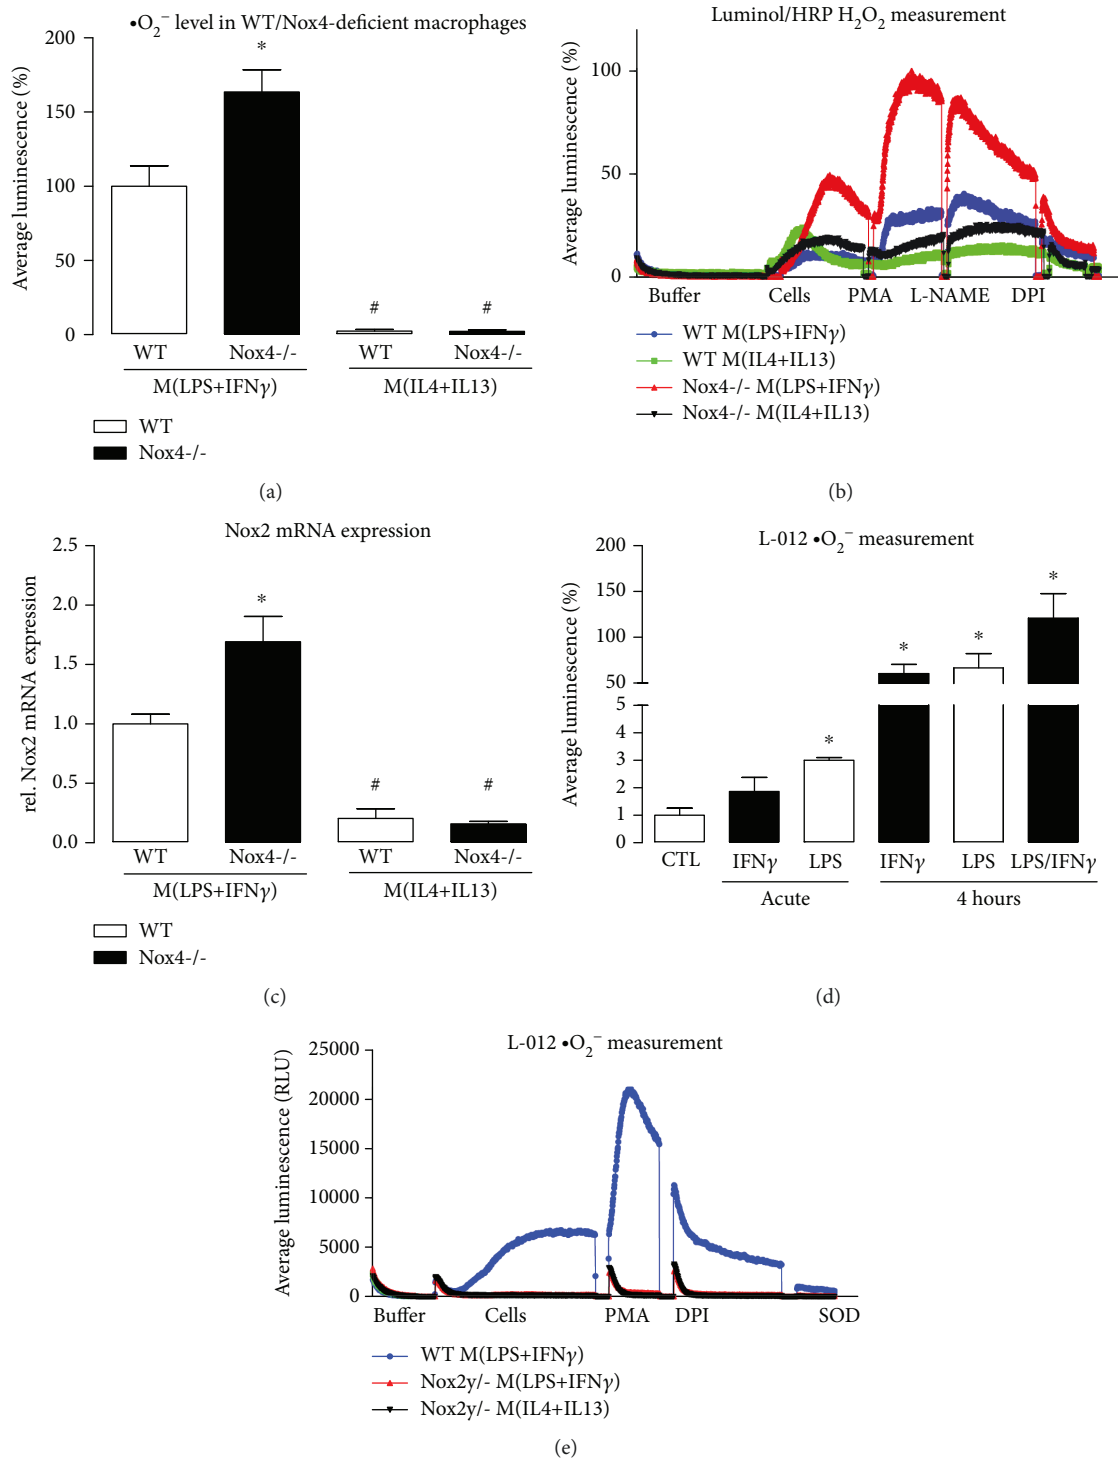 •O₂⁻ level in WT/Nox4-deficient macrophages
Average luminescence (%)
200
150
100
50
0
*
#
#
WT
Nox4-/-
WT
Nox4-/-
M(LPS+IFNγ)
M(IL4+IL13)
WT
Nox4-/-
(a)
Luminol/HRP H₂O₂ measurement
Average luminescence (%)
100
50
0
Buffer
Cells
PMA
L-NAME
DPI
WT M(LPS+IFNγ)
WT M(IL4+IL13)
Nox4-/- M(LPS+IFNγ)
Nox4-/- M(IL4+IL13)
(b)
Nox2 mRNA expression
rel. Nox2 mRNA expression
2.5
2.0
1.5
1.0
0.5
0.0
*
#
#
WT
Nox4-/-
WT
Nox4-/-
M(LPS+IFNγ)
M(IL4+IL13)
WT
Nox4-/-
(c)
L-012 •O₂⁻ measurement
Average luminescence (%)
200
150
100
50
5
4
3
2
1
0
*
*
*
*
CTL
IFNγ
LPS
IFNγ
LPS
LPS/IFNγ
Acute
4 hours
(d)
L-012 •O₂⁻ measurement
Average luminescence (RLU)
25000
20000
15000
10000
5000
0
Buffer
Cells
PMA
DPI
SOD
WT M(LPS+IFNγ)
Nox2y/- M(LPS+IFNγ)
Nox2y/- M(IL4+IL13)
(e)